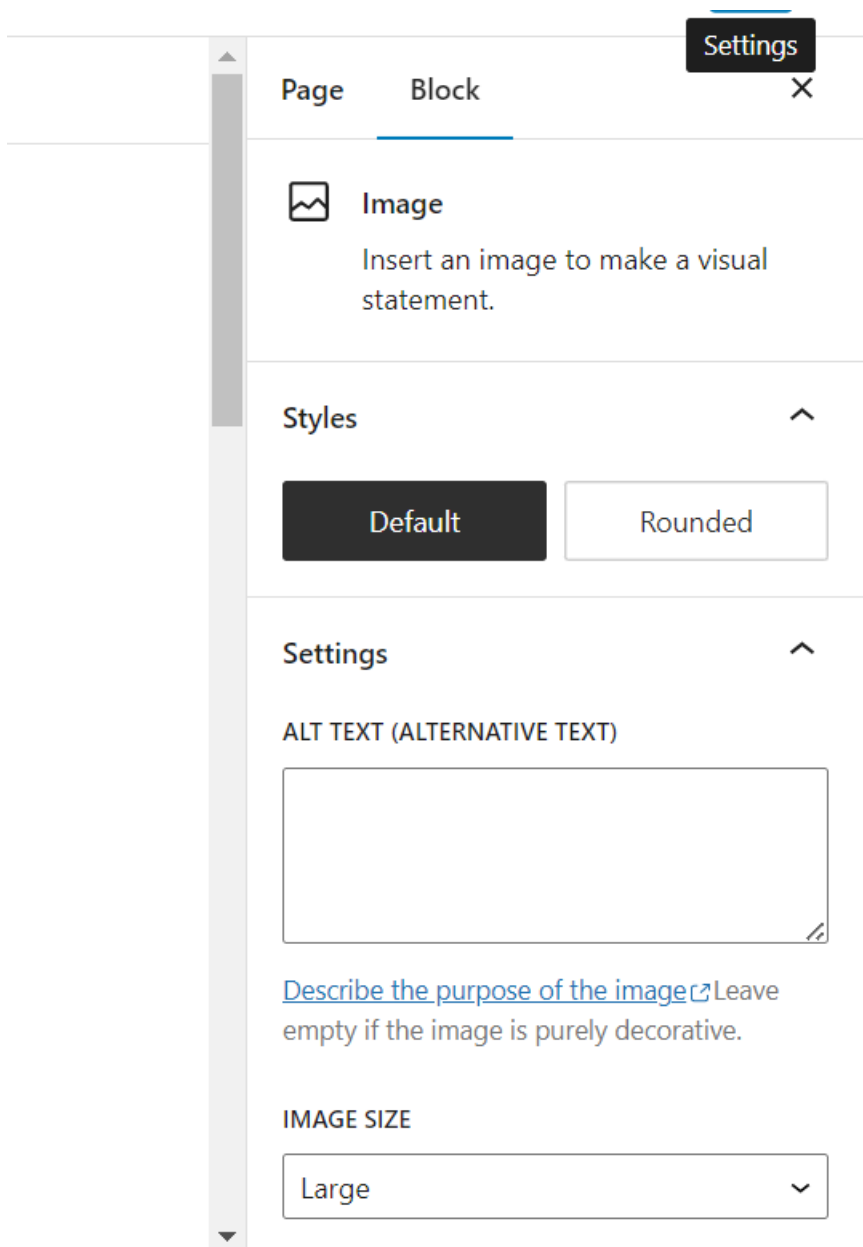 Settings
Page Block
Image
Insert an image to make a visual
statement.
Styles
Default Rounded
Settings
ALT TEXT (ALTERNATIVE TEXT)
Describe the purpose of the image Leave
empty if the image is purely decorative.
IMAGE SIZE
Large